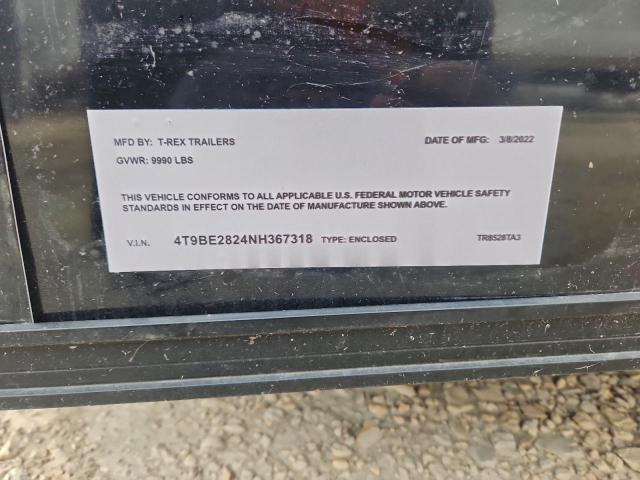 MFD BY: T-REX TRAILERS DATE OF MFG: 3/8/2022
GVWR: 9990 LBS
THIS VEHICLE CONFORMS TO ALL APPLICABLE U.S. FEDERAL MOTOR VEHICLE SAFETY
STANDARDS IN EFFECT ON THE DATE OF MANUFACTURE SHOWN ABOVE.
V.I.N. 4T9BE2824NH367318 TYPE: ENCLOSED TR8528TA3